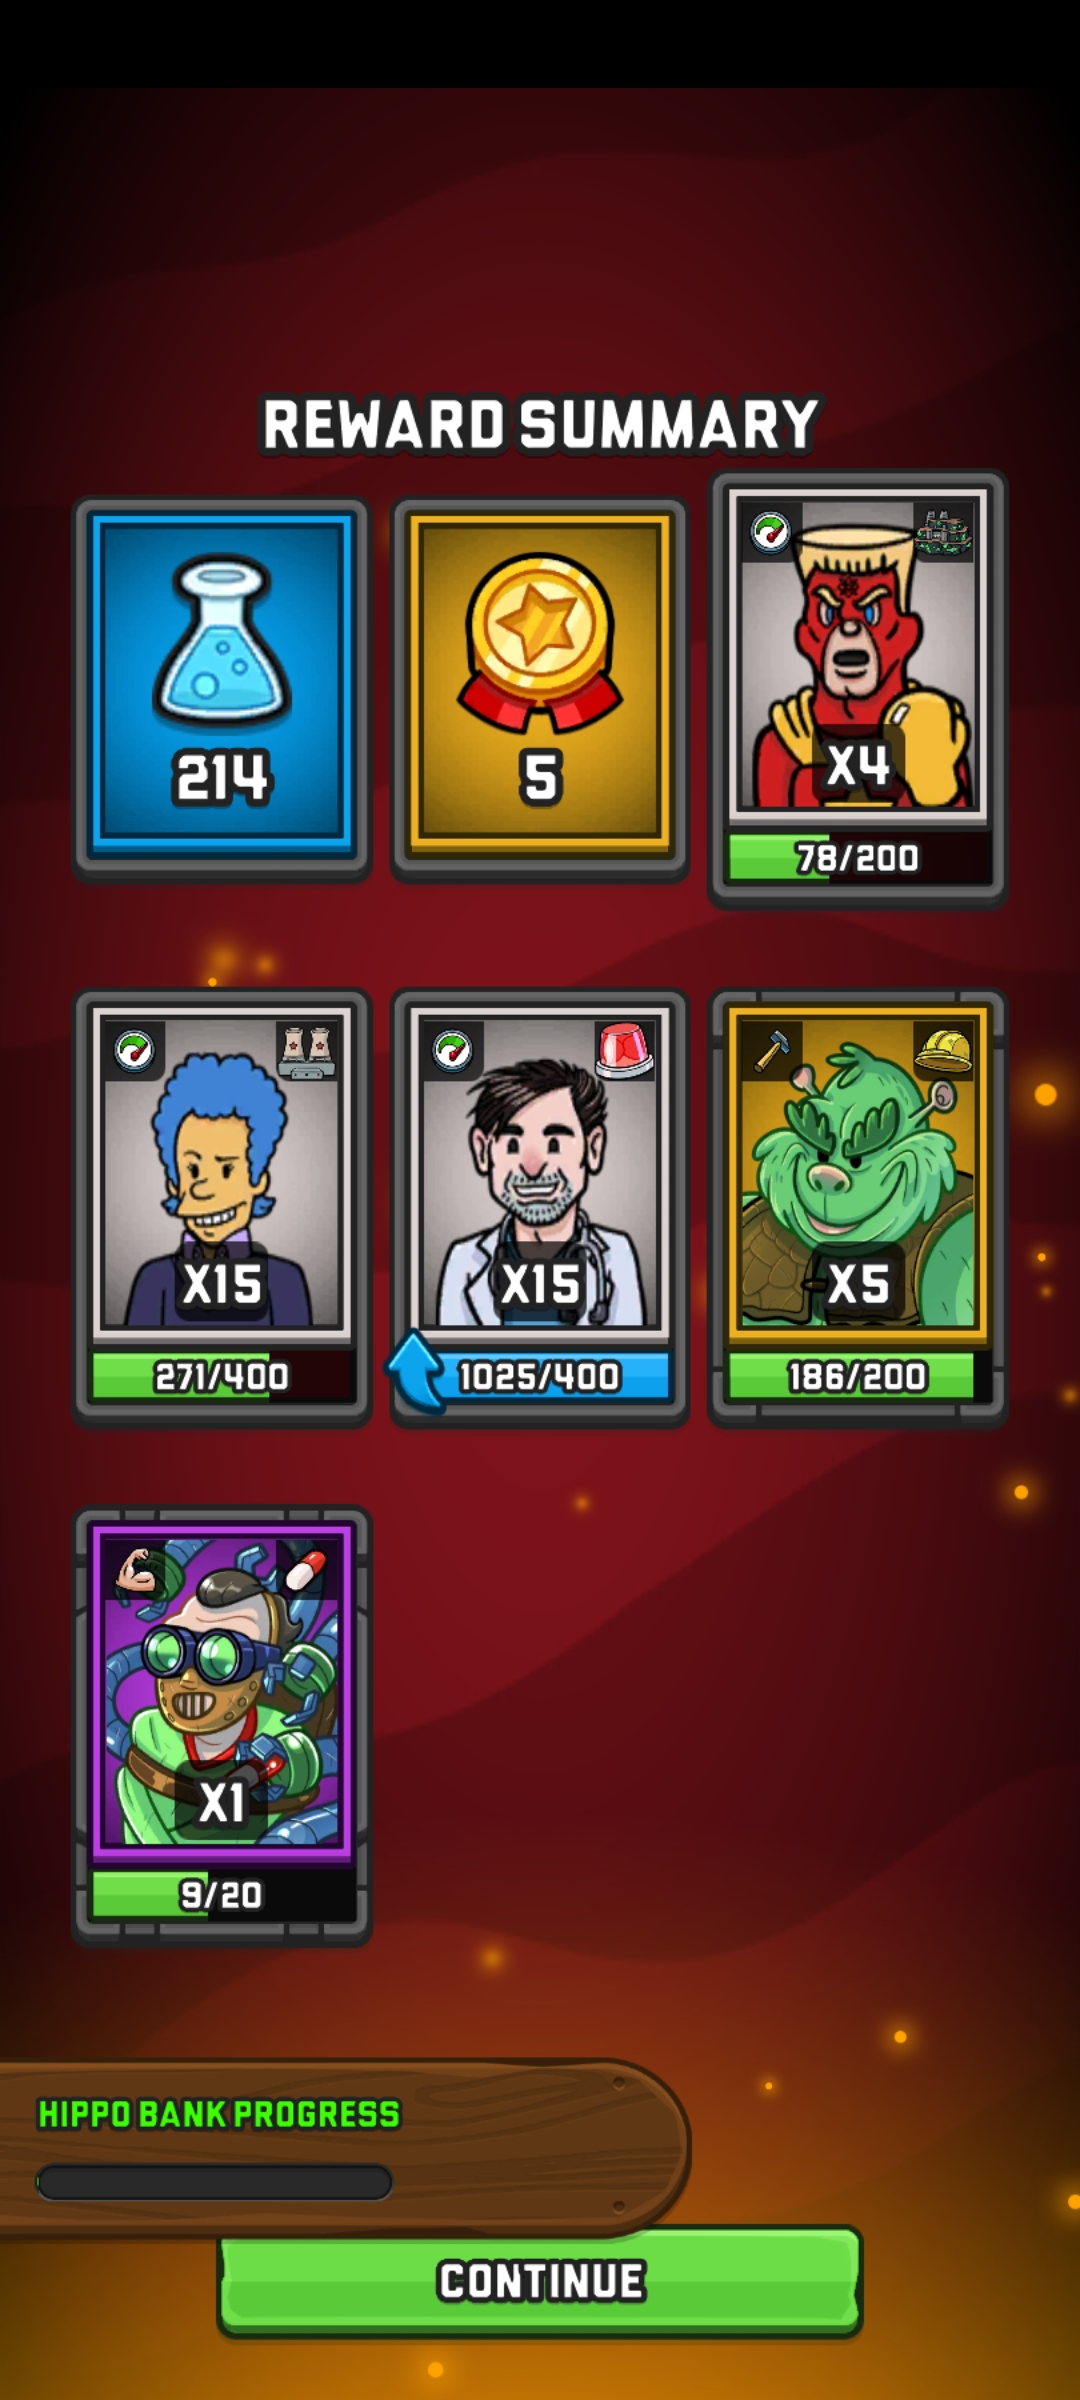 REWARD SUMMARY
214
5
X4
78/200
X15
271/400
X15
1025/400
X5
186/200
X1
9/20
HIPPO BANK PROGRESS
CONTINUE